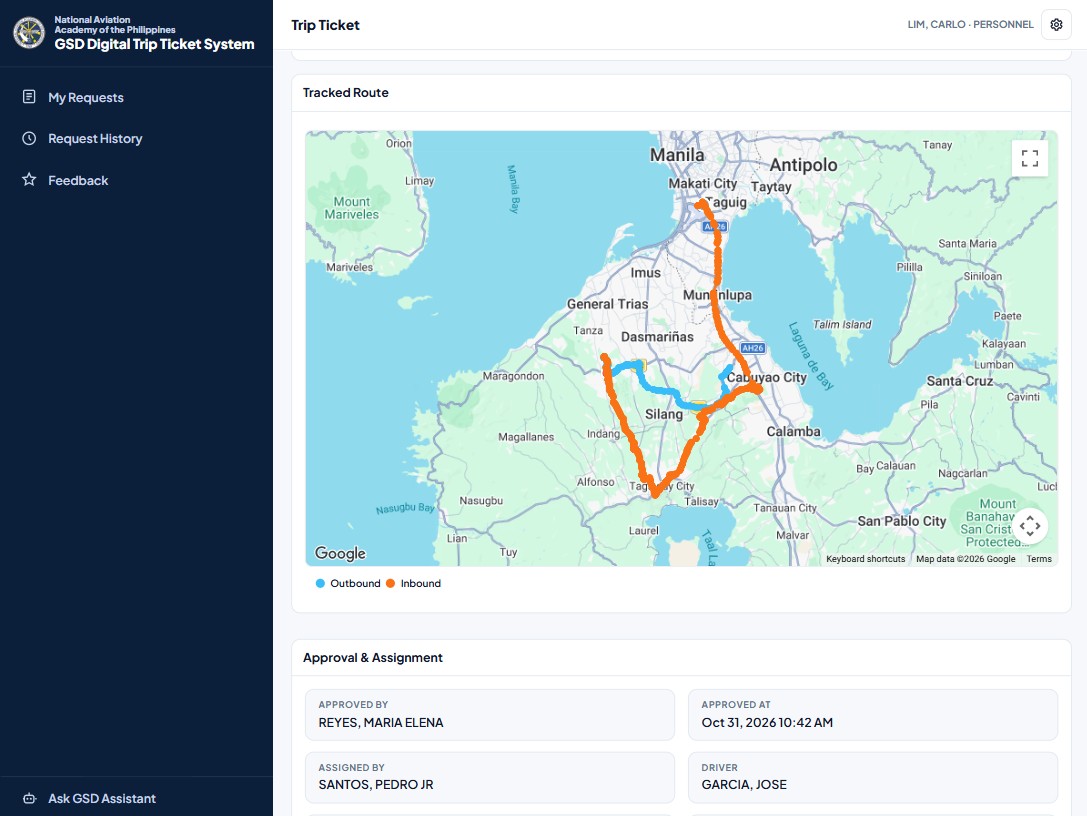 National Aviation
Academy of the Philippines
GSD Digital Trip Ticket System
My Requests
Request History
Feedback
Ask GSD Assistant
Trip Ticket
LIM, CARLO · PERSONNEL
Tracked Route
Orion
Manila
Antipolo
Tanay
Limay
Manila Bay
Makati City
Taytay
Mount
Mariveles
Taguig
AH26
Santa Maria
Mariveles
Imus
Pililla
Siniloan
General Trias
Muntinlupa
Paete
Tanza
Dasmariñas
Talim Island
AH26
Laguna de Bay
Kalayaan
Lumban
Maragondon
Cabuyao City
Santa Cruz
Cavinti
Silang
Pila
Magallanes
Indang
Calamba
Bay
Calauan
Nagcarlan
Alfonso
Tagaytay City
Nasugbu
Talisay
Nasugbu Bay
Tanauan City
Mount
Banahaw
San Cristobal
Protected...
San Pablo City
Laurel
Lian
Tuy
Malvar
Google
Keyboard shortcuts
Map data ©2026 Google
Terms
Outbound
Inbound
Approval & Assignment
APPROVED BY
REYES, MARIA ELENA
APPROVED AT
Oct 31, 2026 10:42 AM
ASSIGNED BY
SANTOS, PEDRO JR
DRIVER
GARCIA, JOSE